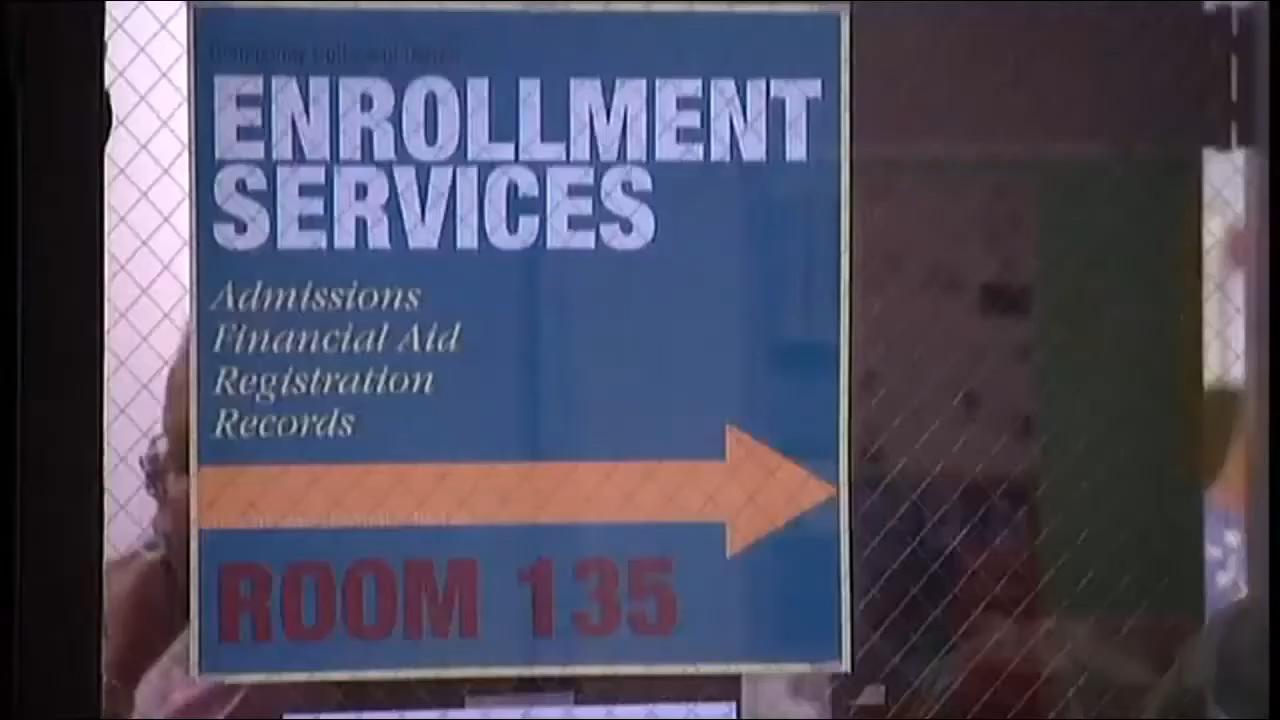 ENROLLMENT
SERVICES
Admissions
Financial Aid
Registration
Records
ROOM 135